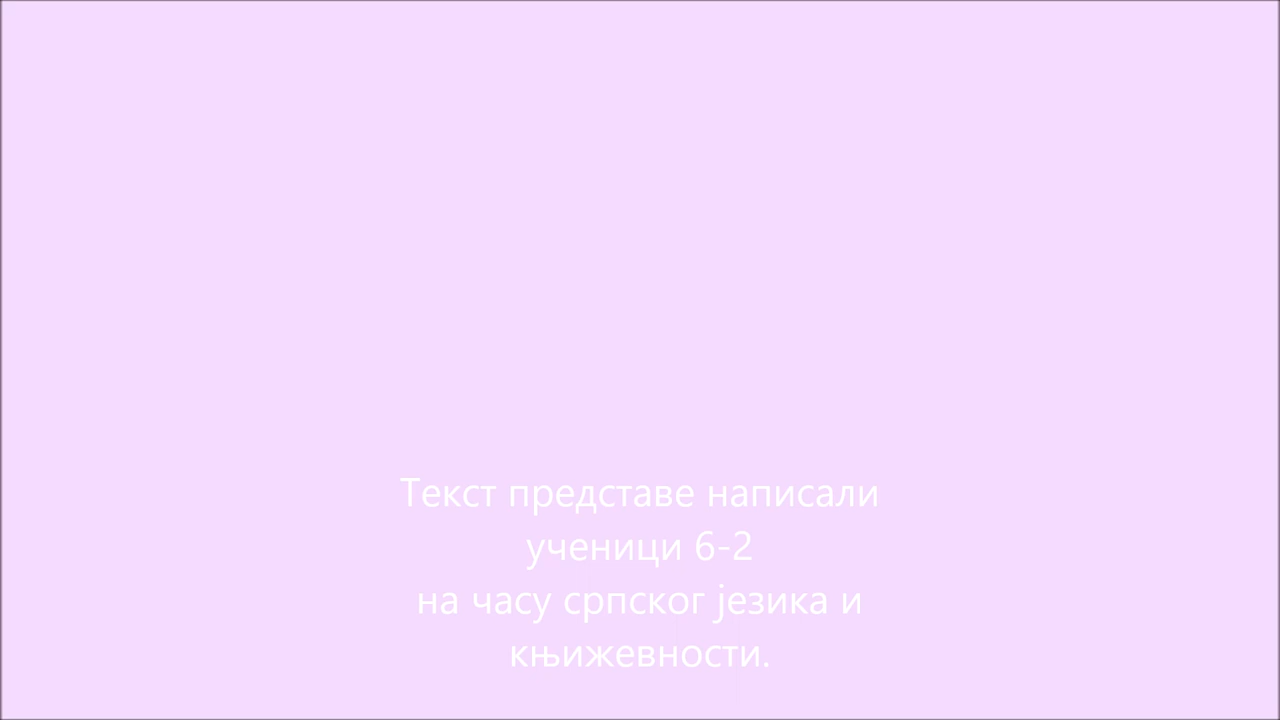 Текст представе написали
ученици 6-2
на часу српског језика и
књижевности.